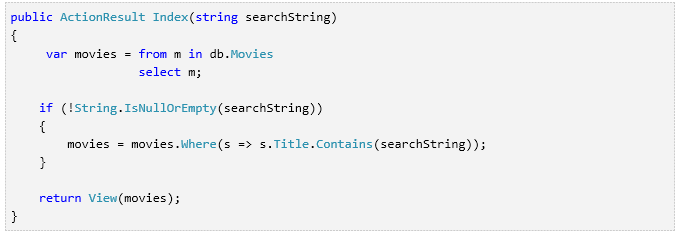 public ActionResult Index(string searchString)
{
     var movies = from m in db.Movies
                  select m;

    if (!String.IsNullOrEmpty(searchString))
    {
        movies = movies.Where(s => s.Title.Contains(searchString));
    }

    return View(movies);
}